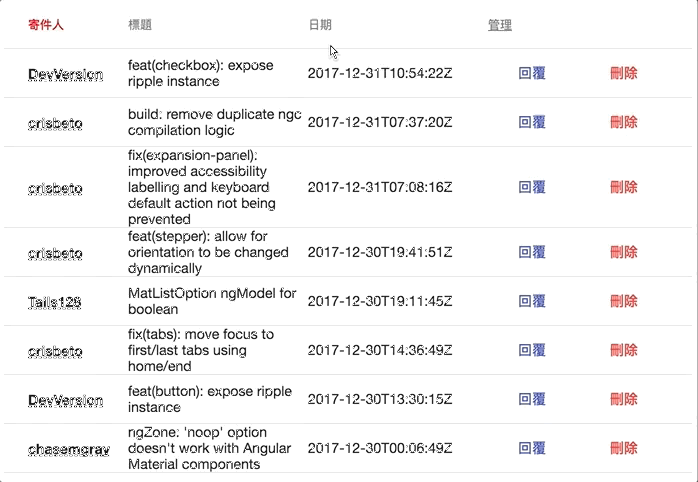 寄件人 標題 日期 管理
feat(checkbox): expose
DevVersion ripple instance 2017-12-31T10:54:22Z 回覆 刪除
build: remove duplicate ngc
crisbeto compilation logic 2017-12-31T07:37:20Z 回覆 刪除
fix(expansion-panel):
improved accessibility
crisbeto labelling and keyboard 2017-12-31T07:08:16Z 回覆 刪除
default action not being
prevented
feat(stepper): allow for
crisbeto orientation to be changed 2017-12-30T19:41:51Z 回覆 刪除
dynamically
MatListOption ngModel for
Tails128 boolean 2017-12-30T19:11:45Z 回覆 刪除
fix(tabs): move focus to
crisbeto first/last tabs using 2017-12-30T14:36:49Z 回覆 刪除
home/end
feat(button): expose ripple
DevVersion instance 2017-12-30T13:30:15Z 回覆 刪除
ngZone: 'noop' option
chasemgray doesn't work with Angular 2017-12-30T00:06:49Z 回覆 刪除
Material components